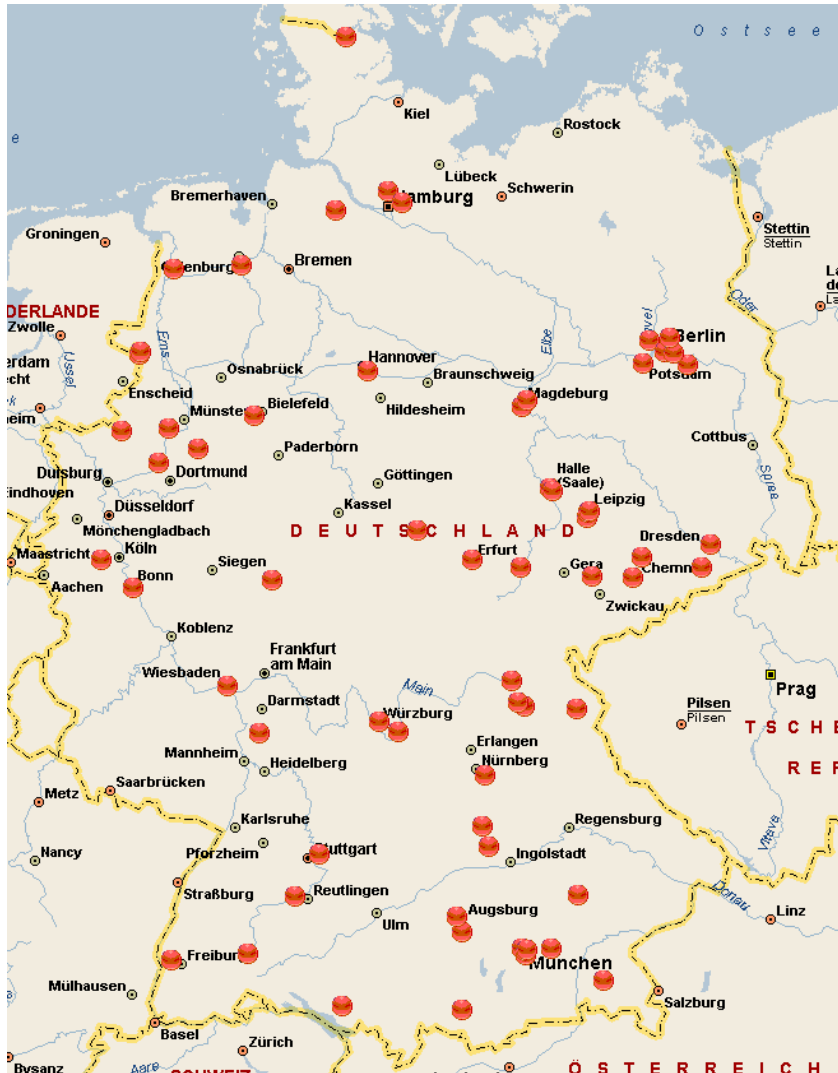 O s t s e e
e
Kiel
Rostock
Lübeck
Schwerin
Bremerhaven
Groningen
Stettin
Stettin
Bremen
DERLANDE
Zwolle
Oder
Elbe
Ems
IJssel
Berlin
Hannover
Potsdam
Osnabrück
Braunschweig
Enscheid
Magdeburg
Hildesheim
Bielefeld
Paderborn
Cottbus
Spree
Göttingen
Halle
(Saale)
Leipzig
Duisburg
Dortmund
Düsseldorf
Kassel
D E U T S C H L A N D
Mönchengladbach
Dresden
Maastricht
Köln
Siegen
Erfurt
Gera
Aachen
Bonn
Zwickau
Koblenz
Frankfurt
am Main
Wiesbaden
Main
Prag
Darmstadt
Würzburg
Pilsen
Pilsen
T S C H E
Erlangen
Mannheim
Nürnberg
Heidelberg
R E F
Saarbrücken
Metz
Karlsruhe
Regensburg
Pforzheim
Nancy
Ingolstadt
Straßburg
Reutlingen
Donau
Augsburg
Ulm
Linz
München
Mülhausen
Salzburg
Basel
Zürich
Bysanz
Aare
SCHWEIZ
Ö S T E R R E I C H